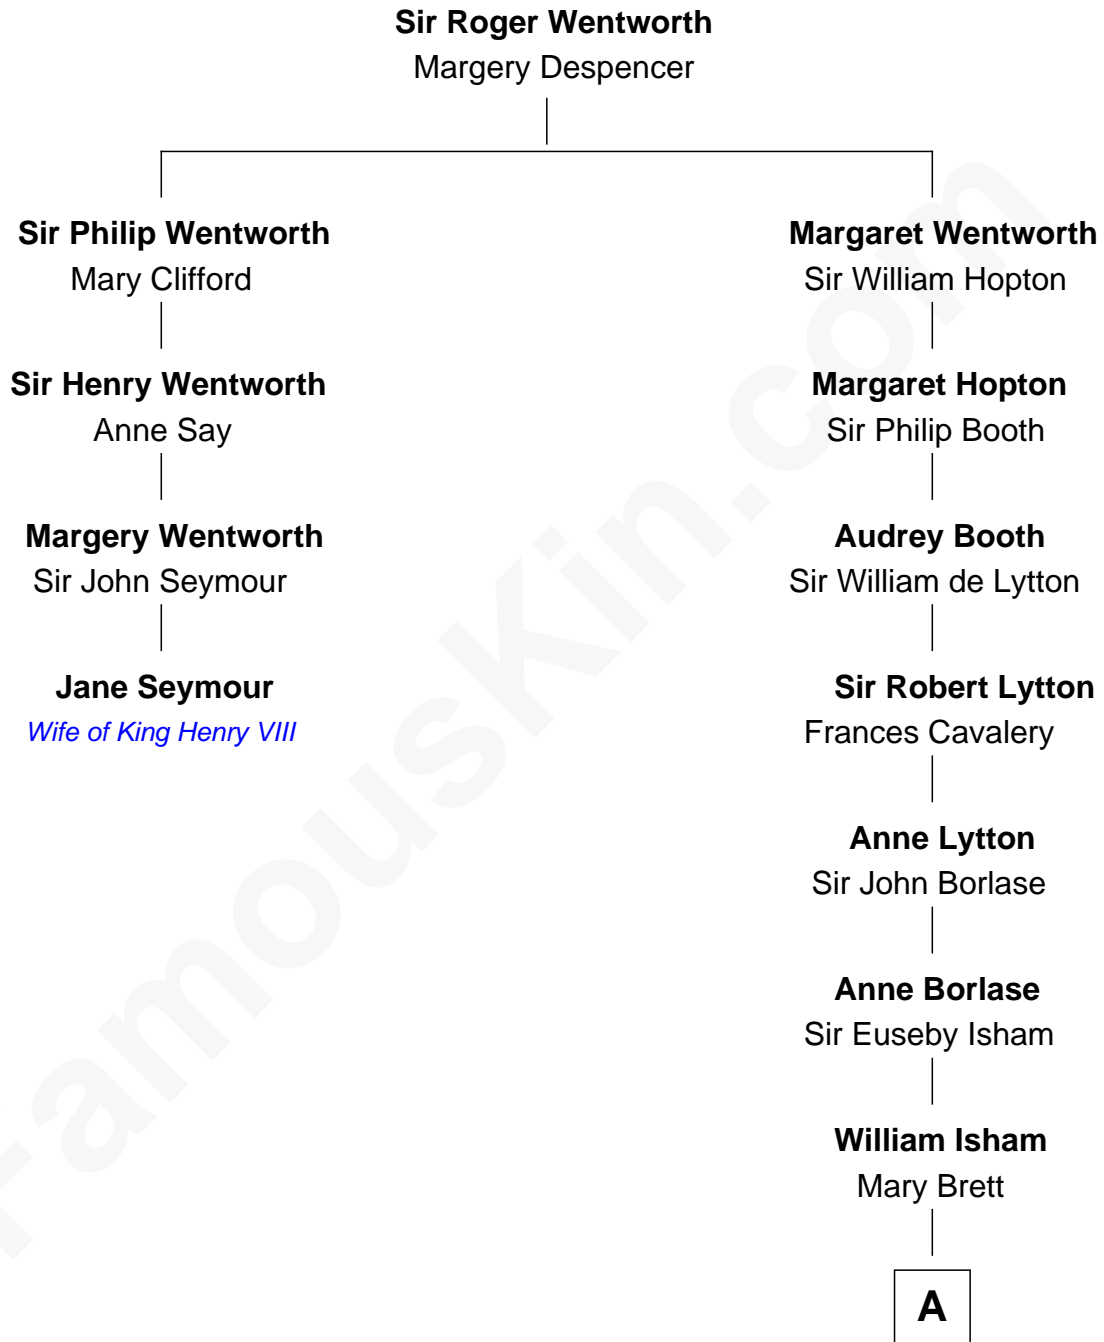 Sir Roger Wentworth
Margery Despencer
Sir Philip Wentworth
Mary Clifford
Margaret Wentworth
Sir William Hopton
Sir Henry Wentworth
Anne Say
Margaret Hopton
Sir Philip Booth
Margery Wentworth
Sir John Seymour
Audrey Booth
Sir William de Lytton
Jane Seymour
Wife of King Henry VIII
Sir Robert Lytton
Frances Cavalery
Anne Lytton
Sir John Borlase
Anne Borlase
Sir Euseby Isham
William Isham
Mary Brett
A
FamousKin.com